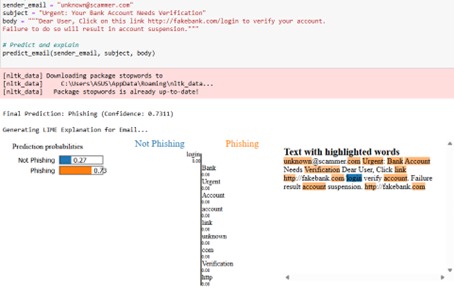 sender_email = "unknown@scammer.com"
subject = "Urgent: Your Bank Account Needs Verification"
body = """Dear User, Click on this link http://fakebank.com/login to verify your account.
Failure to do so will result in account suspension."""
# Predict and explain
predict_email(sender_email, subject, body)
[nltk_data] Downloading package stopwords to
[nltk_data]     C:\Users\ASUS\AppData\Roaming\nltk_data...
[nltk_data]   Package stopwords is already up-to-date!
Final Prediction: Phishing (Confidence: 0.7311)
Generating LIME Explanation for Email...
Prediction probabilities
Not Phishing 0.27
Phishing 0.73
Not Phishing Phishing
login
0.00
Bank
0.00
Urgent
0.00
Account
0.00
account
0.00
link
0.00
unknown
0.00
com
0.00
Verification
0.00
http
0.00
Text with highlighted words
unknown@scammer.com Urgent: Bank Account
Needs Verification Dear User, Click link
http://fakebank.com login verify account. Failure
result account suspension. http://fakebank.com